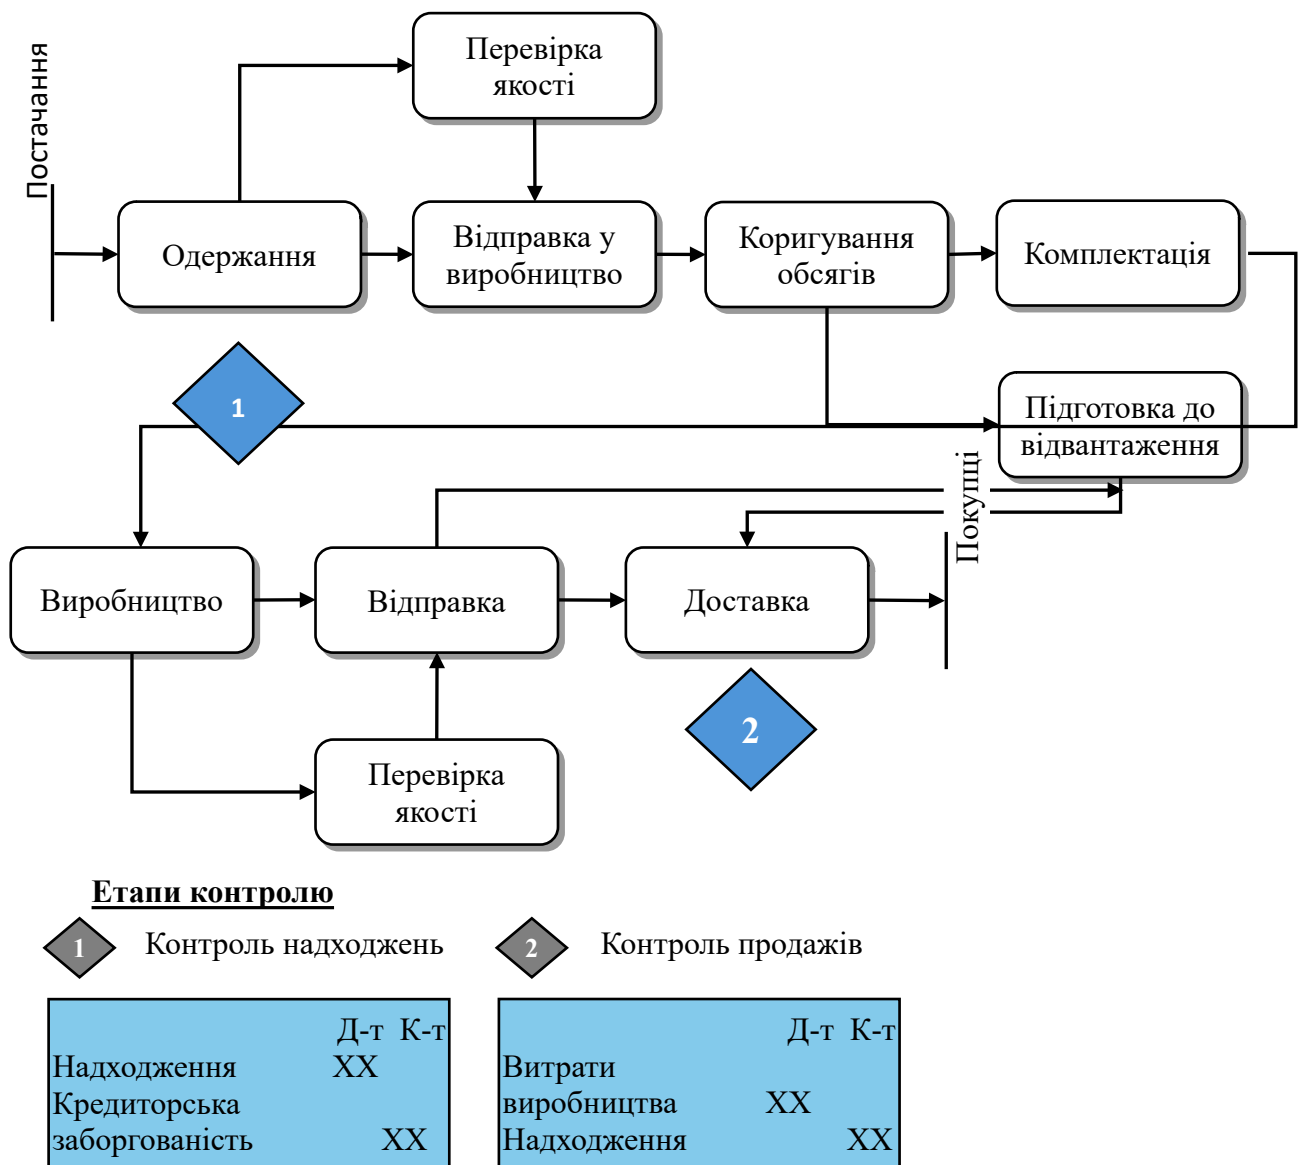 Постачання
Перевірка
якості
Одержання
Відправка у
виробництво
Коригування
обсягів
Комплектація
1
Підготовка до
відвантаження
Покупці
Виробництво
Відправка
Доставка
2
Перевірка
якості
Етапи контролю
1 Контроль надходжень
2 Контроль продажів
Д-т К-т
Надходження ХХ
Кредиторська
заборгованість ХХ
Д-т К-т
Витрати
виробництва ХХ
Надходження ХХ